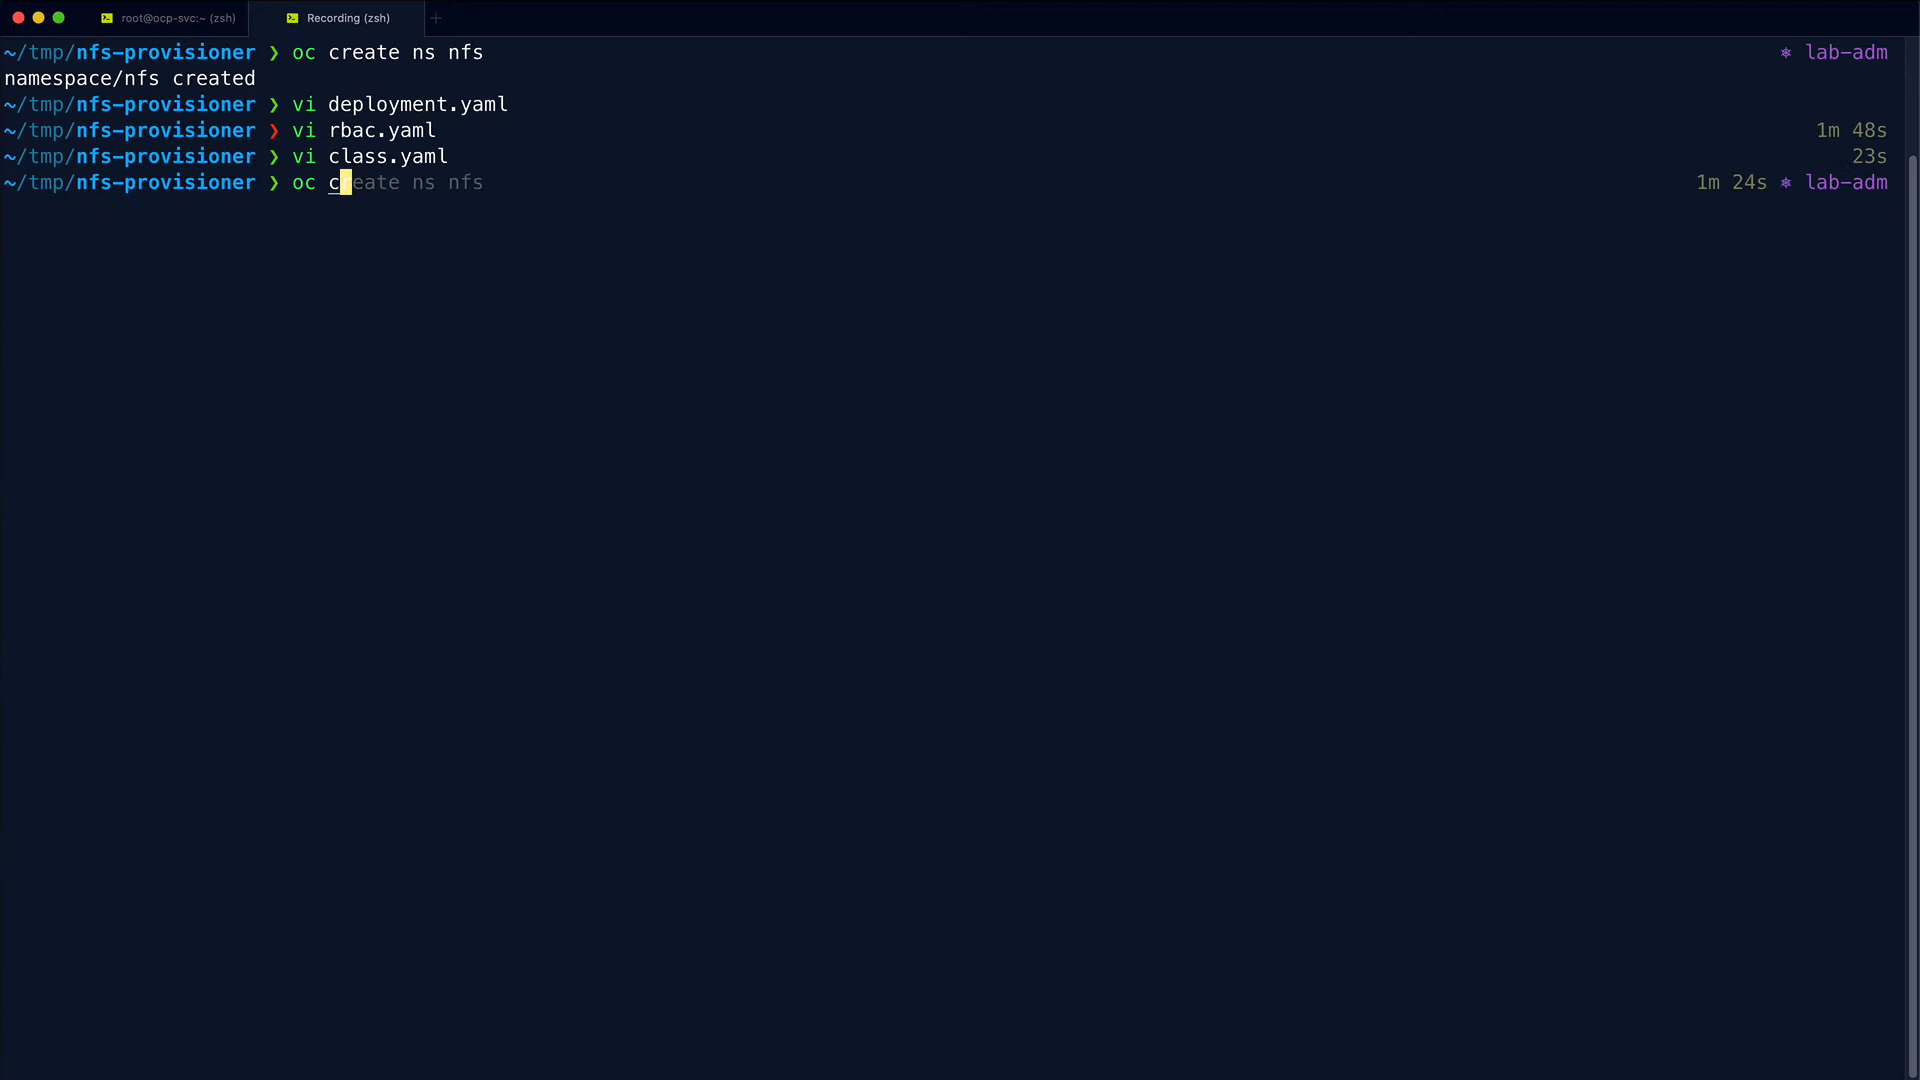 root@ocp-svc:~ (zsh) Recording (zsh) +
~/tmp/nfs-provisioner ❯ oc create ns nfs ⎈ lab-adm
namespace/nfs created
~/tmp/nfs-provisioner ❯ vi deployment.yaml
~/tmp/nfs-provisioner ❯ vi rbac.yaml 1m 48s
~/tmp/nfs-provisioner ❯ vi class.yaml 23s
~/tmp/nfs-provisioner ❯ oc create ns nfs 1m 24s ⎈ lab-adm